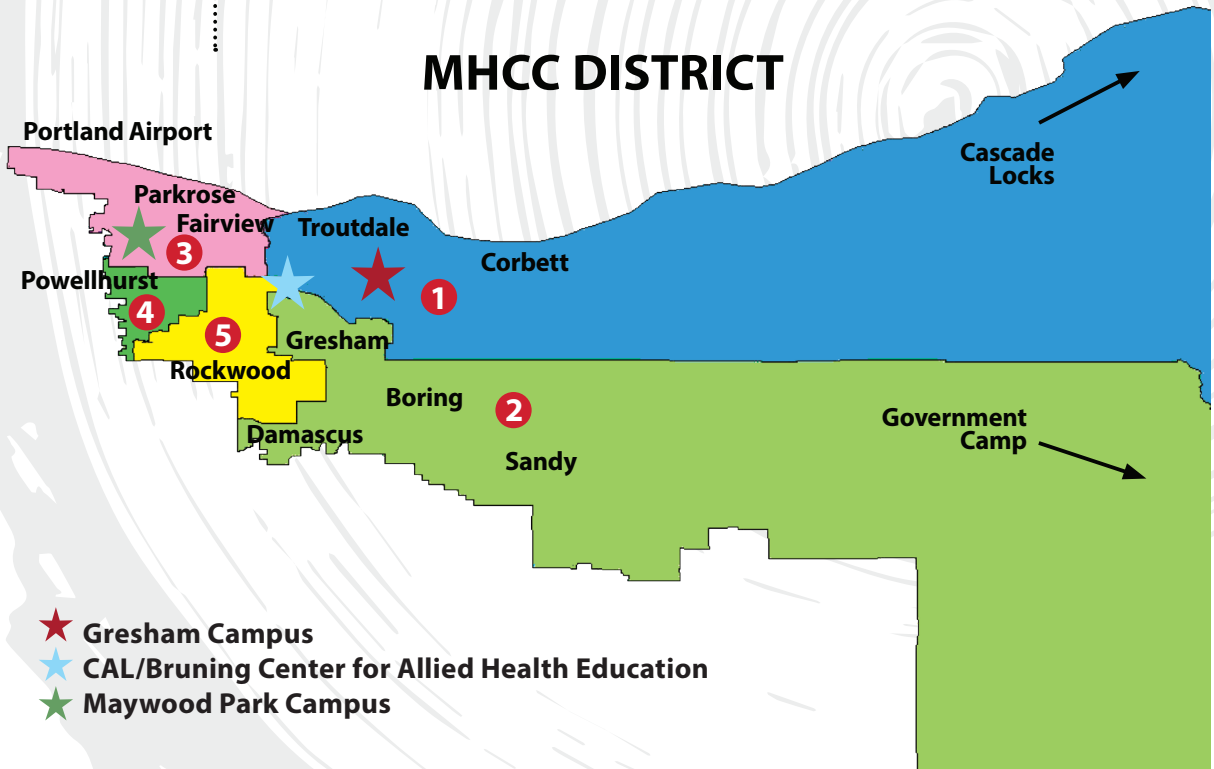 MHCC DISTRICT
Portland Airport
Cascade
Locks
Parkrose
Fairview
Troutdale
3
Corbett
Powellhurst
1
4
5
Gresham
Rockwood
Boring
2
Government
Camp
Damascus
Sandy
Gresham Campus
CAL/Bruning Center for Allied Health Education
Maywood Park Campus